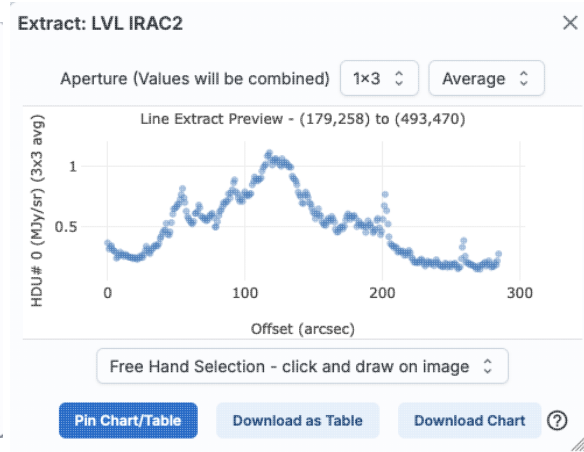 Extract: LVL IRAC2
Aperture (Values will be combined) 1×3 Average
Line Extract Preview - (179,258) to (493,470)
HDU# 0 (MJy/sr) (3x3 avg)
1
0.5
0 100 200 300
Offset (arcsec)
Free Hand Selection - click and draw on image
Pin Chart/Table Download as Table Download Chart